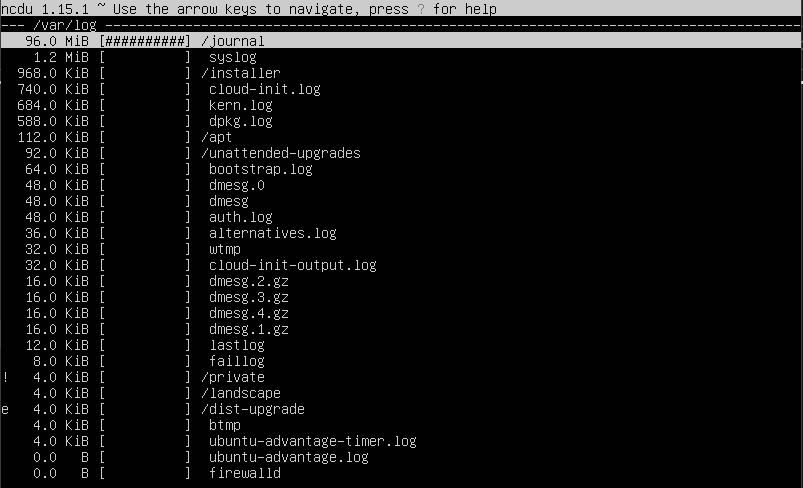 ncdu 1.15.1 ~ Use the arrow keys to navigate, press ? for help
--- /var/log ---
96.0 MiB [##########] /journal
1.2 MiB [          ]  syslog
968.0 KiB [          ] /installer
740.0 KiB [          ]  cloud-init.log
684.0 KiB [          ]  kern.log
588.0 KiB [          ]  dpkg.log
112.0 KiB [          ] /apt
92.0 KiB [          ] /unattended-upgrades
64.0 KiB [          ]  bootstrap.log
48.0 KiB [          ]  dmesg.0
48.0 KiB [          ]  dmesg
48.0 KiB [          ]  auth.log
36.0 KiB [          ]  alternatives.log
32.0 KiB [          ]  wtmp
32.0 KiB [          ]  cloud-init-output.log
16.0 KiB [          ]  dmesg.2.gz
16.0 KiB [          ]  dmesg.3.gz
16.0 KiB [          ]  dmesg.4.gz
16.0 KiB [          ]  dmesg.1.gz
12.0 KiB [          ]  lastlog
8.0 KiB [          ]  faillog
!   4.0 KiB [          ] /private
4.0 KiB [          ] /landscape
e   4.0 KiB [          ] /dist-upgrade
4.0 KiB [          ]  btmp
4.0 KiB [          ]  ubuntu-advantage-timer.log
0.0   B [          ]  ubuntu-advantage.log
0.0   B [          ]  firewalld